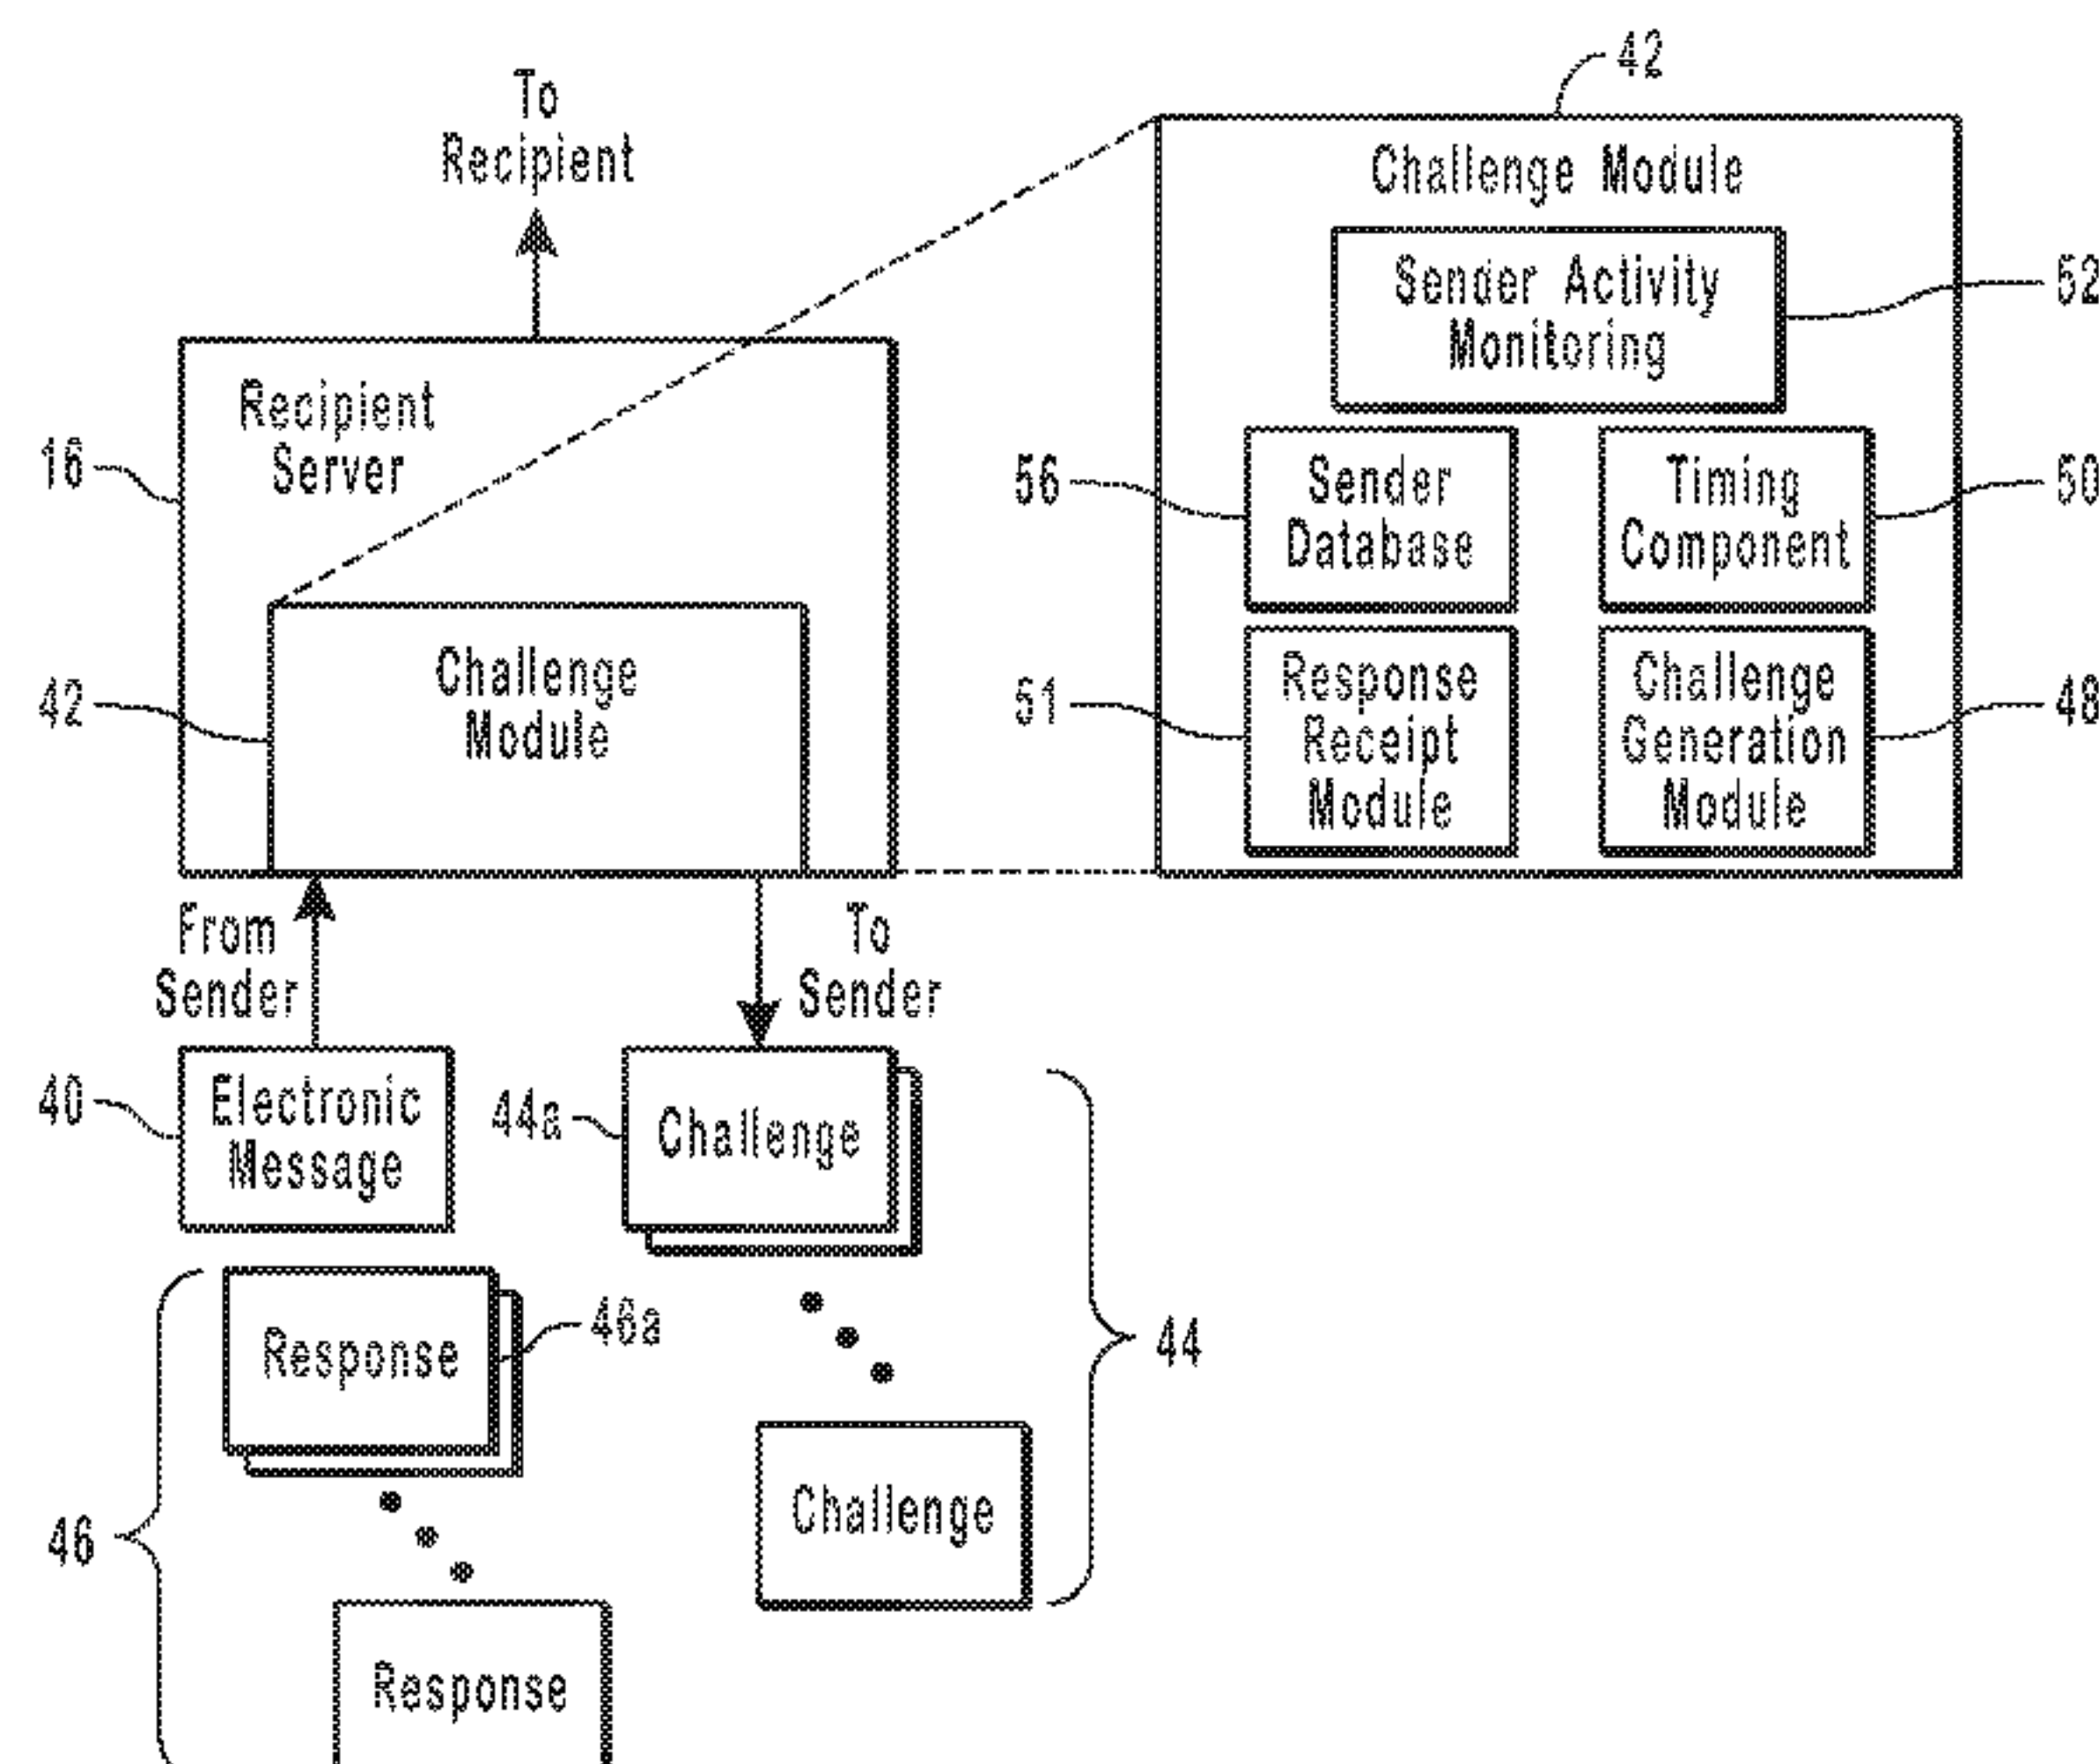 To
Recipient
Recipient
Server
16
Challenge
Module
42
From
Sender
To
Sender
40
Electronic
Message
44a
Challenge
Response
46a
44
Challenge
46
Response
42
Challenge Module
Sender Activity
Monitoring
52
56
Sender
Database
Timing
Component
50
51
Response
Receipt
Module
Challenge
Generation
Module
48